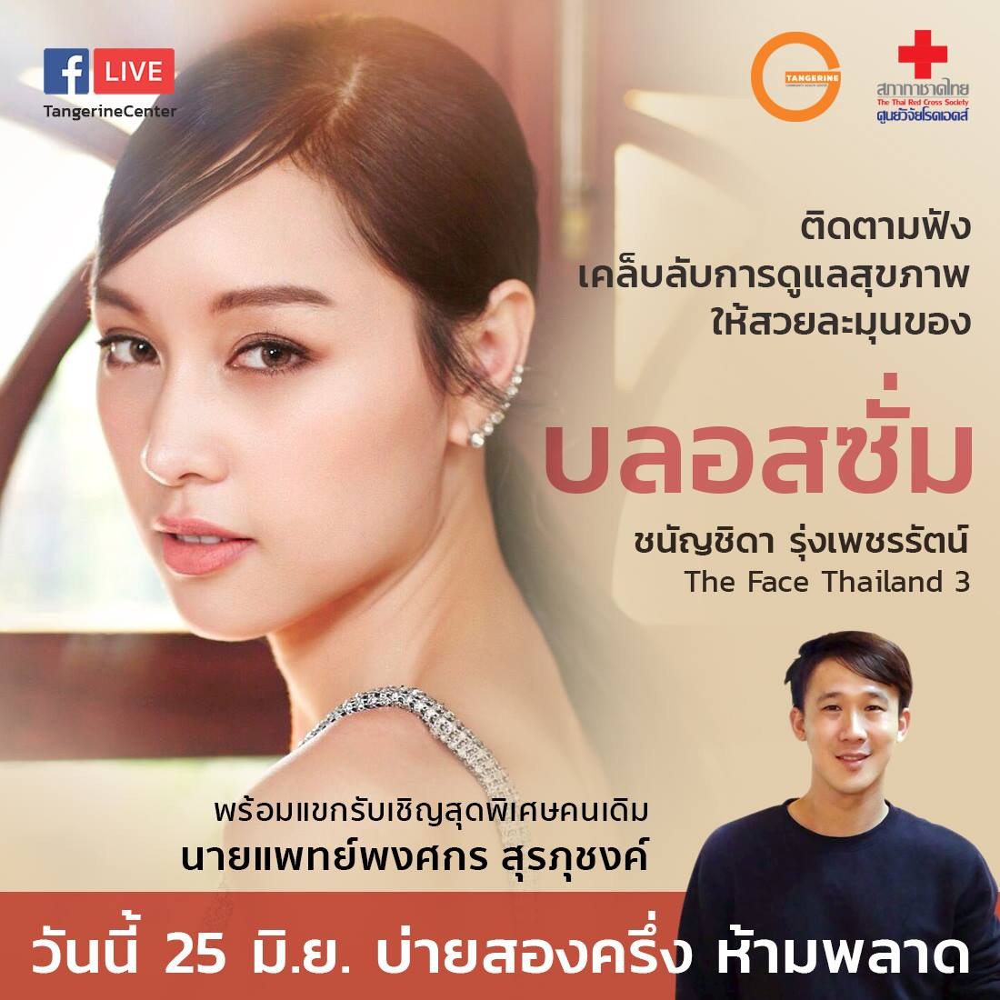 f LIVE
TangerineCenter
TANGERINE
COMMUNITY HEALTH CENTER
สภากาชาดไทย
The Thai Red Cross Society
ศูนย์วิจัยโรคเอดส์
ติดตามฟัง
เคล็บลับการดูแลสุขภาพ
ให้สวยละมุนของ
บลอสซั่ม
ชนัญชิดา รุ่งเพชรรัตน์
The Face Thailand 3
พร้อมแขกรับเชิญสุดพิเศษคนเดิม
นายแพทย์พงศกร สุรภุชงค์
วันนี้ 25 มิ.ย. บ่ายสองครึ่ง ห้ามพลาด